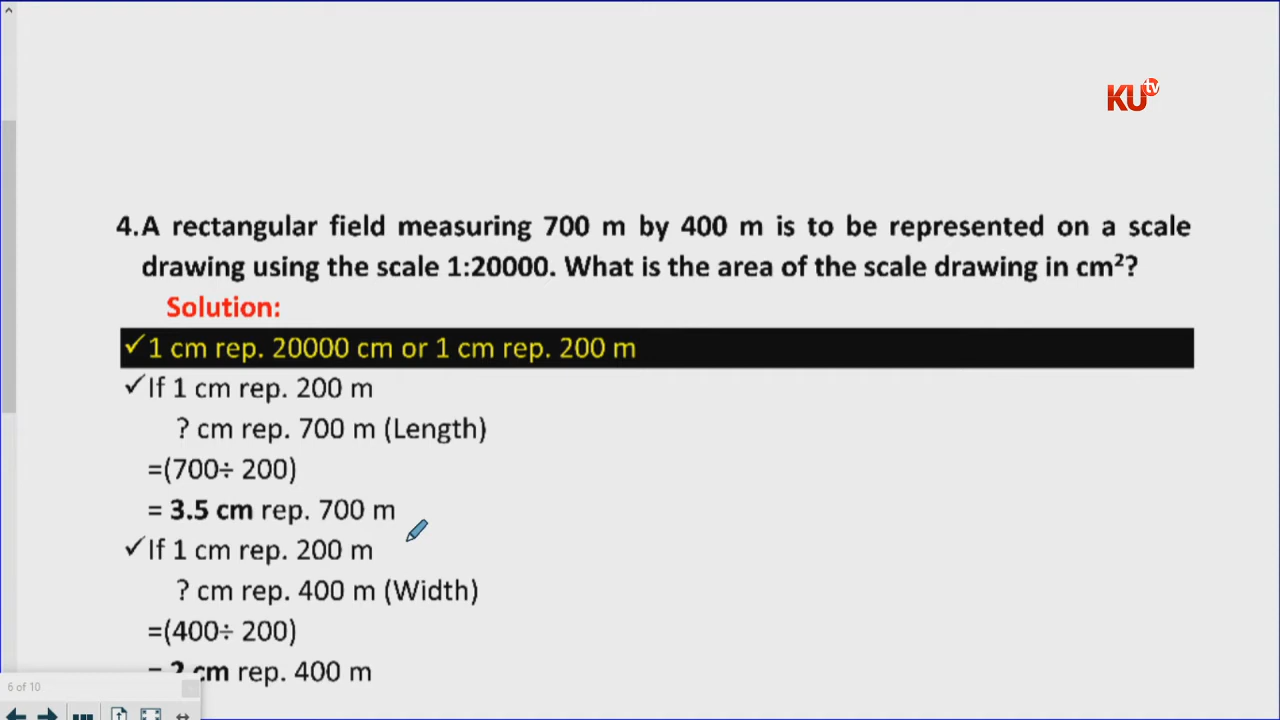 KUtv
4.A rectangular field measuring 700 m by 400 m is to be represented on a scale
drawing using the scale 1:20000. What is the area of the scale drawing in cm²?
Solution:
✓1 cm rep. 20000 cm or 1 cm rep. 200 m
✓If 1 cm rep. 200 m
? cm rep. 700 m (Length)
=(700÷ 200)
= 3.5 cm rep. 700 m
✓If 1 cm rep. 200 m
? cm rep. 400 m (Width)
=(400÷ 200)
= 2 cm rep. 400 m
6 of 10